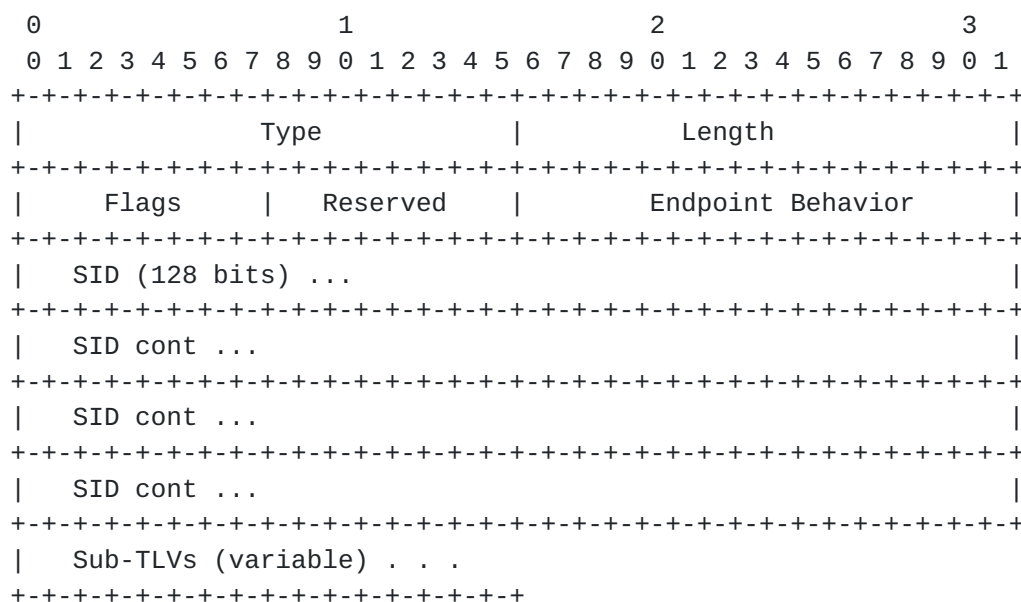 0                   1                   2                   3
 0 1 2 3 4 5 6 7 8 9 0 1 2 3 4 5 6 7 8 9 0 1 2 3 4 5 6 7 8 9 0 1
+-+-+-+-+-+-+-+-+-+-+-+-+-+-+-+-+-+-+-+-+-+-+-+-+-+-+-+-+-+-+-+-+
|               Type            |          Length               |
+-+-+-+-+-+-+-+-+-+-+-+-+-+-+-+-+-+-+-+-+-+-+-+-+-+-+-+-+-+-+-+-+
|     Flags     |   Reserved    |        Endpoint Behavior      |
+-+-+-+-+-+-+-+-+-+-+-+-+-+-+-+-+-+-+-+-+-+-+-+-+-+-+-+-+-+-+-+-+
|   SID (128 bits) ...                                          |
+-+-+-+-+-+-+-+-+-+-+-+-+-+-+-+-+-+-+-+-+-+-+-+-+-+-+-+-+-+-+-+-+
|   SID cont ...                                                |
+-+-+-+-+-+-+-+-+-+-+-+-+-+-+-+-+-+-+-+-+-+-+-+-+-+-+-+-+-+-+-+-+
|   SID cont ...                                                |
+-+-+-+-+-+-+-+-+-+-+-+-+-+-+-+-+-+-+-+-+-+-+-+-+-+-+-+-+-+-+-+-+
|   SID cont ...                                                |
+-+-+-+-+-+-+-+-+-+-+-+-+-+-+-+-+-+-+-+-+-+-+-+-+-+-+-+-+-+-+-+-+
|   Sub-TLVs (variable) . . .
+-+-+-+-+-+-+-+-+-+-+-+-+-+-+-+-+